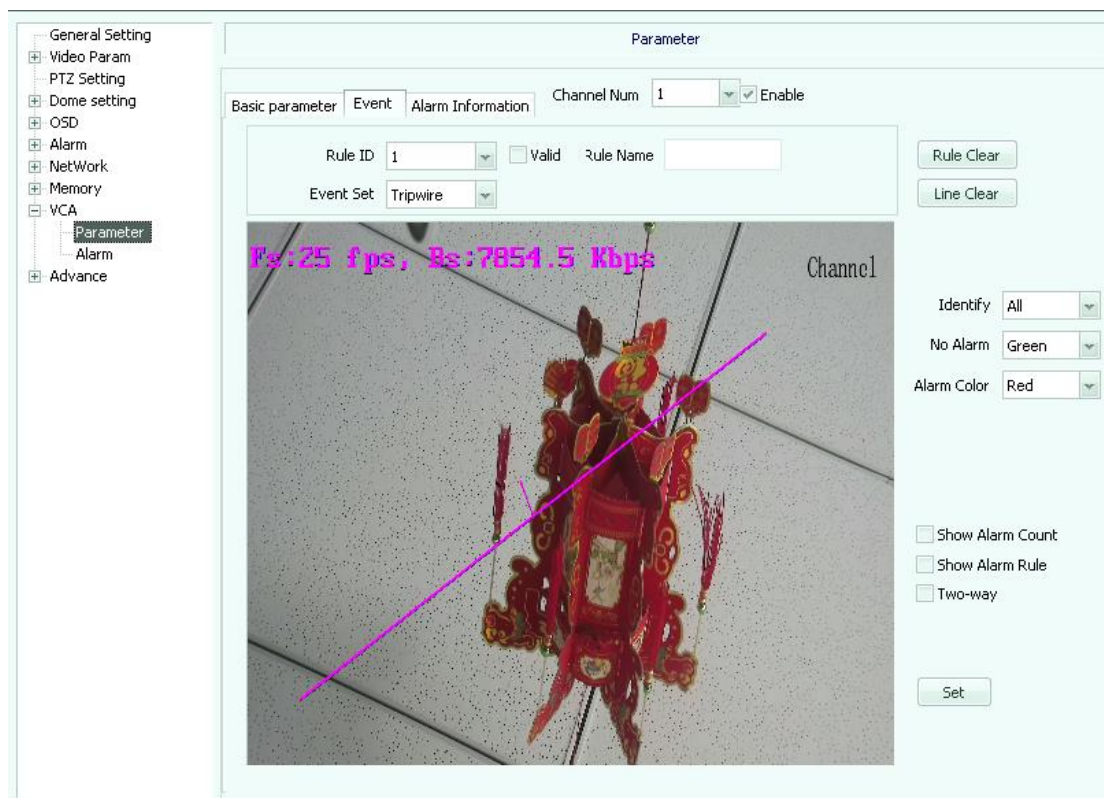 General Setting
Video Param
PTZ Setting
Dome setting
OSD
Alarm
NetWork
Memory
VCA
Parameter
Alarm
Advance
Parameter
Basic parameter Event Alarm Information Channel Num 1 Enable
Rule ID 1 Valid Rule Name
Event Set Tripwire
Rule Clear
Line Clear
Fs:25 fps, Bs:7854.5 Kbps
Channel
Identify All
No Alarm Green
Alarm Color Red
Show Alarm Count
Show Alarm Rule
Two-way
Set